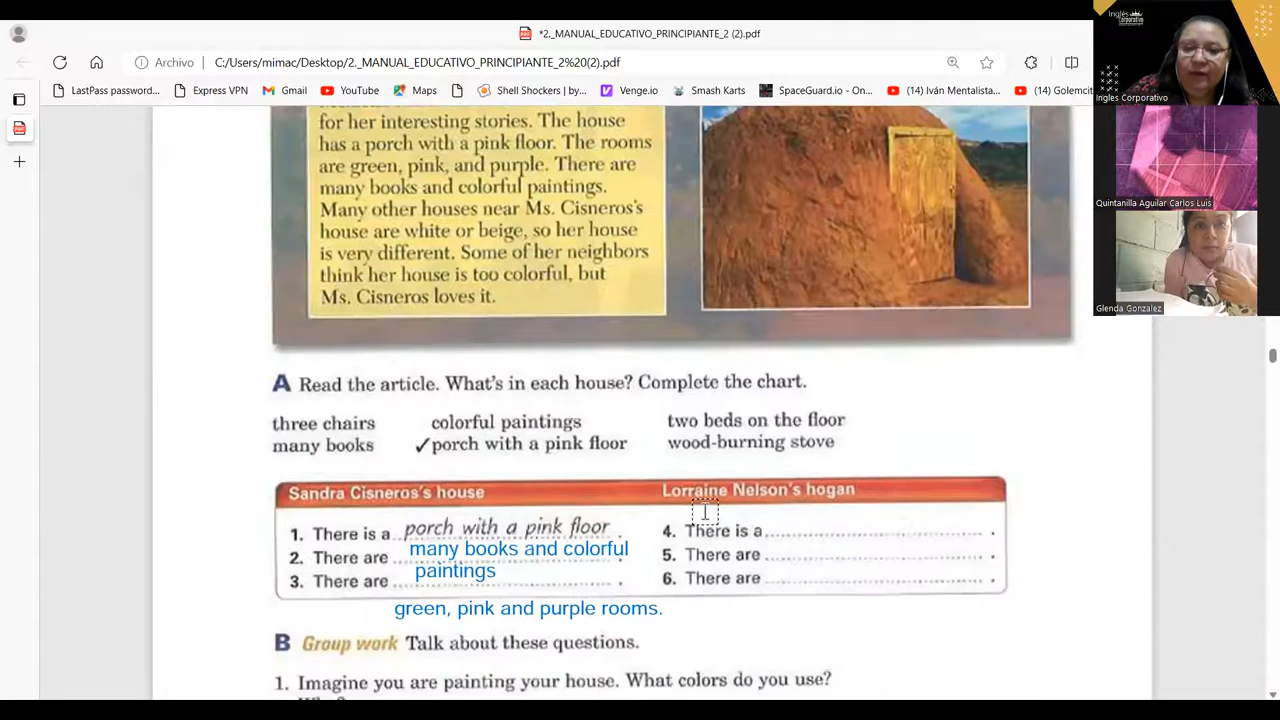 *2._MANUAL_EDUCATIVO_PRINCIPIANTE_2 (2).pdf
Archivo
C:/Users/mimac/Desktop/2._MANUAL_EDUCATIVO_PRINCIPIANTE_2%20(2).pdf
LastPass password...
Express VPN
Gmail
YouTube
Maps
Shell Shockers | by...
Venge.io
Smash Karts
SpaceGuard.io - On...
(14) Iván Mentalista...
(14) Golemcit
Inglés
Corporativo
Ingles Corporativo
Quintanilla Aguilar Carlos Luis
Glenda Gonzalez
for her interesting stories. The house
has a porch with a pink floor. The rooms
are green, pink, and purple. There are
many books and colorful paintings.
Many other houses near Ms. Cisneros's
house are white or beige, so her house
is very different. Some of her neighbors
think her house is too colorful, but
Ms. Cisneros loves it.
A Read the article. What's in each house? Complete the chart.
three chairs colorful paintings two beds on the floor
many books ✓porch with a pink floor wood-burning stove
Sandra Cisneros's house
1. There is a porch with a pink floor .
2. There are many books and colorful .
paintings
3. There are .
green, pink and purple rooms.
Lorraine Nelson's hogan
4. There is a .
5. There are .
6. There are .
B Group work Talk about these questions.
1. Imagine you are painting your house. What colors do you use?